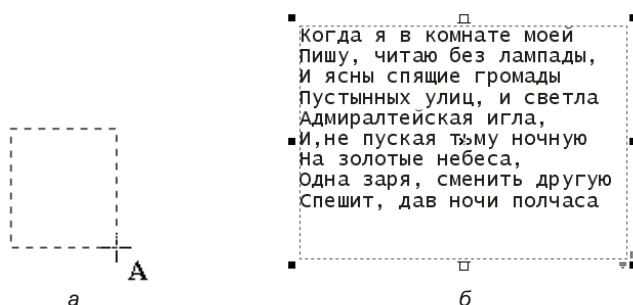 Когда я в комнате моей
Пишу, читаю без лампады,
И ясны спящие громады
Пустынных улиц, и светла
Адмиралтейская игла,
И,не пуская тьму ночную
На золотые небеса,
Одна заря, сменить другую
Спешит, дав ночи полчаса
А
а
б